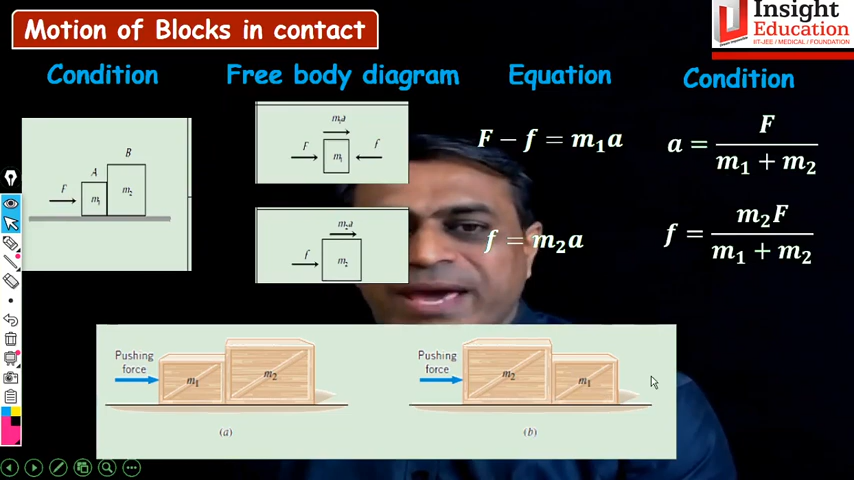 Motion of Blocks in contact
Insight
Education
IIT-JEE / MEDICAL / FOUNDATION
Condition
Free body diagram
Equation
Condition
A
B
F
m₁
m₂
m₁a
F
m₁
f
m₂a
f
m₂
F − f = m₁a
f = m₂a
a = F / (m₁ + m₂)
f = m₂F / (m₁ + m₂)
Pushing
force
m₁
m₂
(a)
Pushing
force
m₂
m₁
(b)